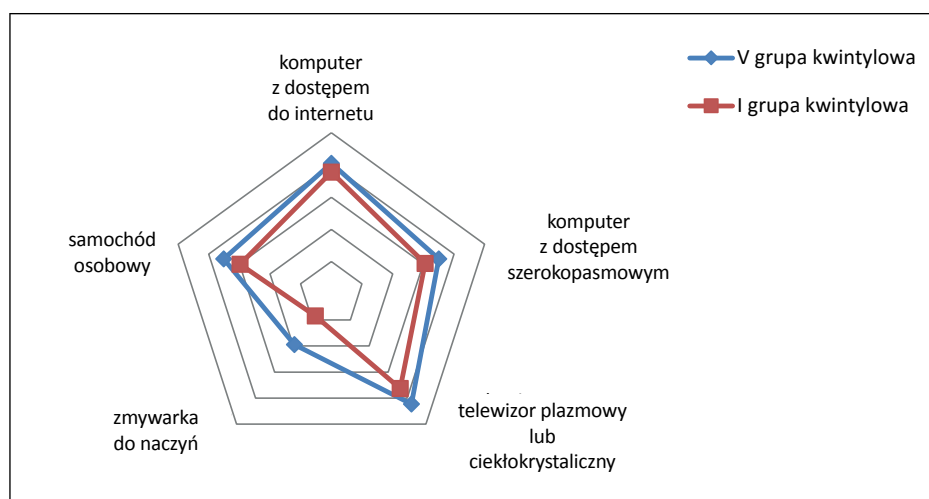 komputer
z dostępem
do internetu
V grupa kwintylowa
I grupa kwintylowa
komputer
z dostępem
szerokopasmowym
samochód
osobowy
zmywarka
do naczyń
telewizor plazmowy
lub
ciekłokrystaliczny